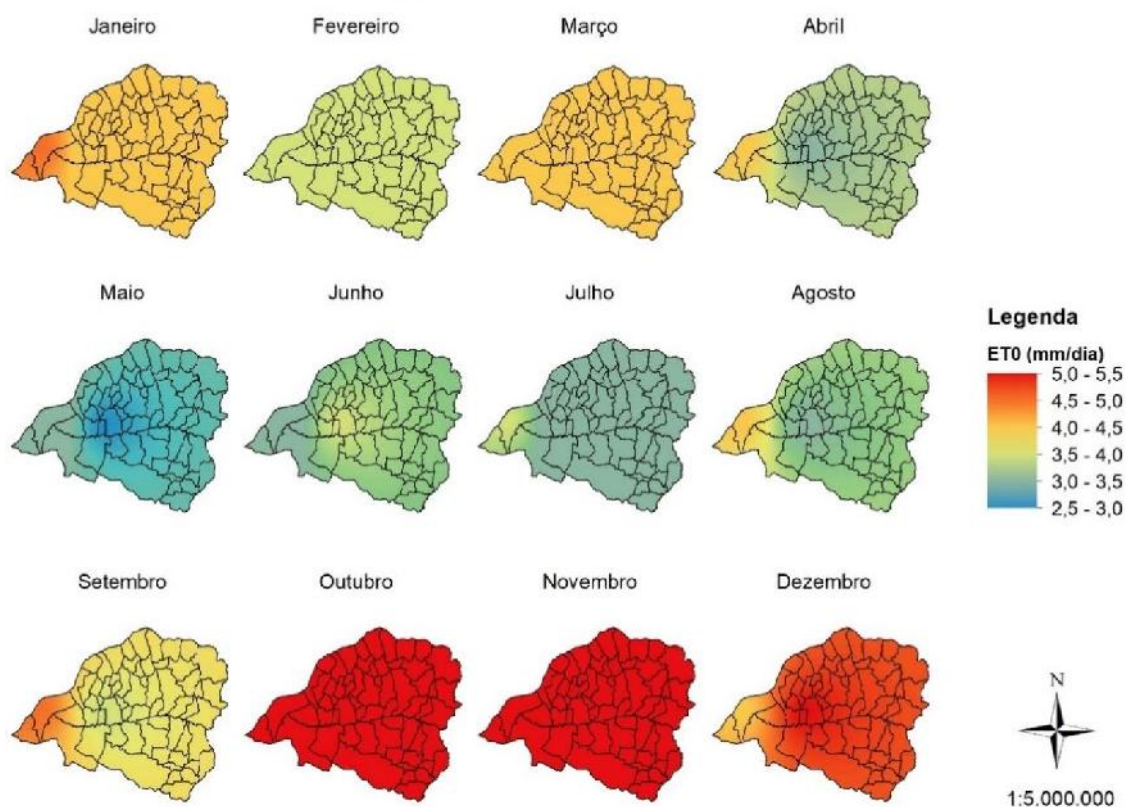 Janeiro
Fevereiro
Março
Abril
Maio
Junho
Julho
Agosto
Legenda
ET0 (mm/dia)
5,0 - 5,5
4,5 - 5,0
4,0 - 4,5
3,5 - 4,0
3,0 - 3,5
2,5 - 3,0
Setembro
Outubro
Novembro
Dezembro
N
1:5.000.000